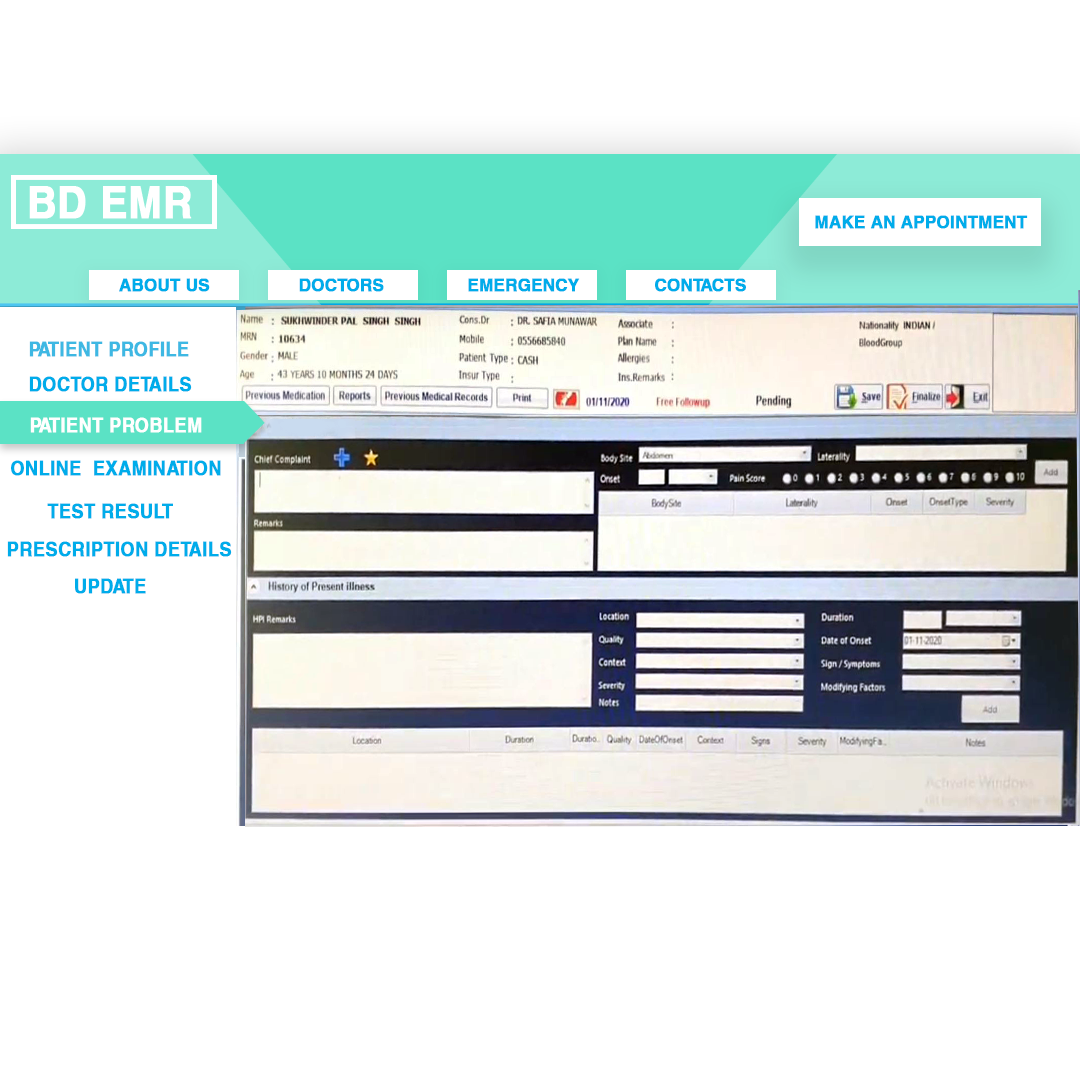 BD EMR
MAKE AN APPOINTMENT
ABOUT US DOCTORS EMERGENCY CONTACTS
PATIENT PROFILE
DOCTOR DETAILS
PATIENT PROBLEM
ONLINE EXAMINATION
TEST RESULT
PRESCRIPTION DETAILS
UPDATE
Name : SUKHWINDER PAL SINGH SINGH Cons.Dr : DR. SAFIA MUNAWAR Associate : Nationality INDIAN /
MRN : 10634 Mobile : 0556685840 Plan Name : BloodGroup
Gender : MALE Patient Type : CASH Allergies :
Age : 43 YEARS 10 MONTHS 24 DAYS Insur Type : Ins.Remarks :
Previous Medication Reports Previous Medical Records Print 01/11/2020 Free Followup Pending Save Finalize Exit
Chief Complaint Body Site Abdomen Laterality
Onset Pain Score 0 1 2 3 4 5 6 7 8 9 10 Add
BodySite Laterality Onset OnsetType Severity
Remarks
History of Present illness
HPI Remarks Location Duration
Quality Date of Onset 01-11-2020
Context Sign / Symptoms
Severity Modifying Factors
Notes Add
Location Duration Duratio.. Quality DateOfOnset Context Signs Severity ModifyingFa.. Notes
Activate Windows